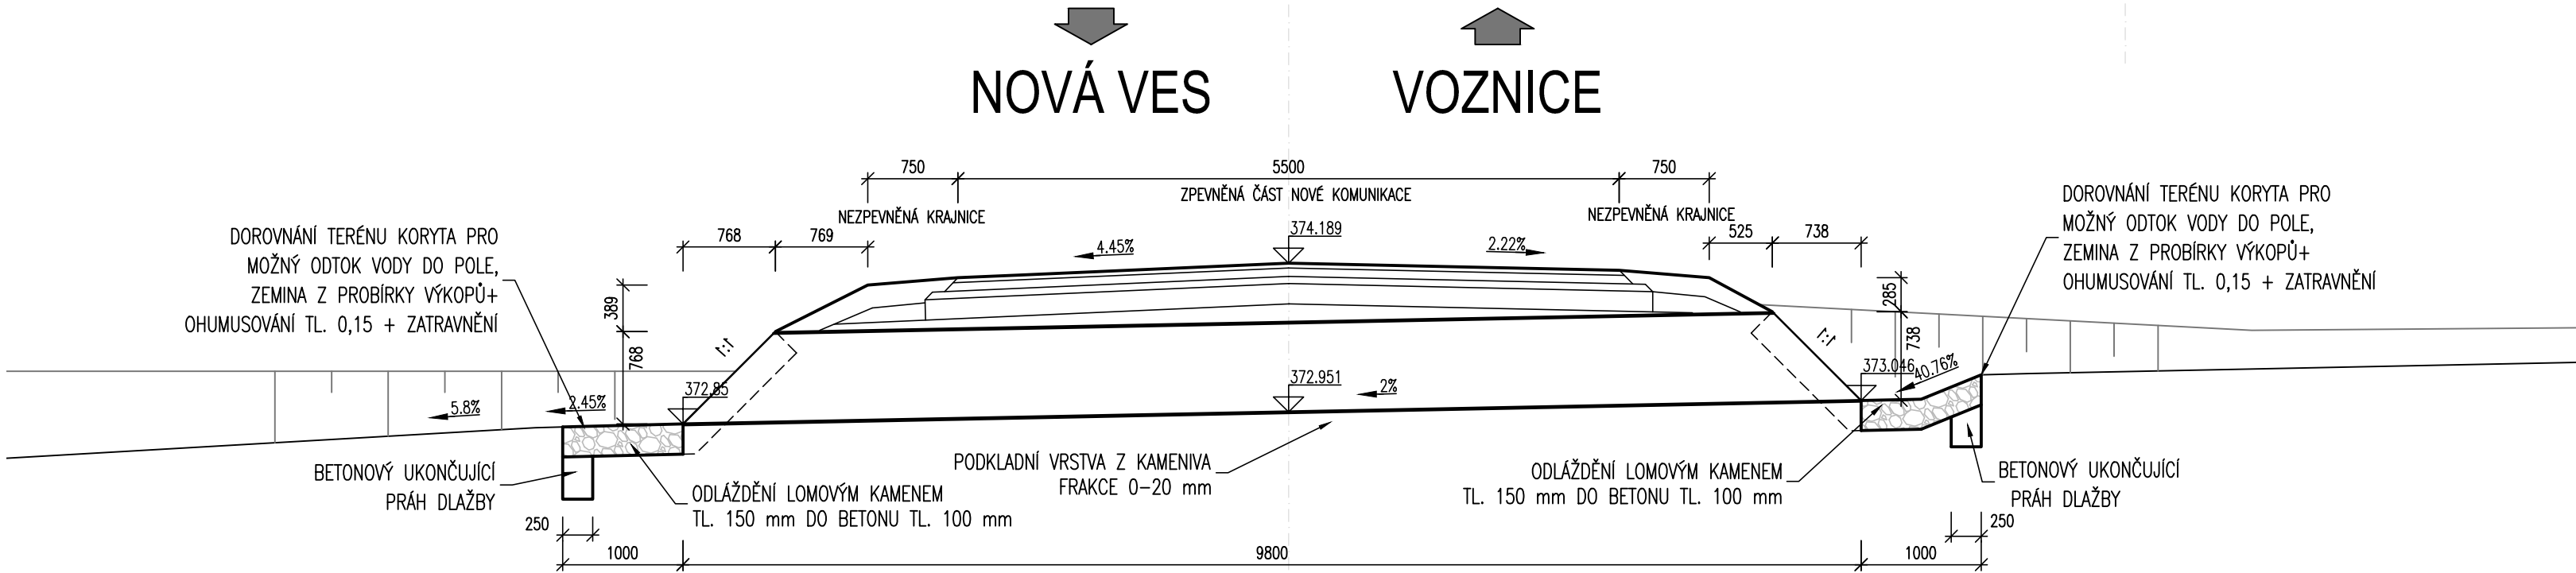 NOVÁ VES
VOZNICE
750
5500
750
ZPEVNĚNÁ ČÁST NOVÉ KOMUNIKACE
NEZPEVNĚNÁ KRAJNICE
NEZPEVNĚNÁ KRAJNICE
DOROVNÁNÍ TERÉNU KORYTA PRO
MOŽNÝ ODTOK VODY DO POLE,
ZEMINA Z PROBÍRKY VÝKOPŮ+
OHUMUSOVÁNÍ TL. 0,15 + ZATRAVNĚNÍ
768
769
4.45%
374.189
2.22%
525
738
DOROVNÁNÍ TERÉNU KORYTA PRO
MOŽNÝ ODTOK VODY DO POLE,
ZEMINA Z PROBÍRKY VÝKOPŮ+
OHUMUSOVÁNÍ TL. 0,15 + ZATRAVNĚNÍ
389
768
1:1
1:1
285
738
5.8%
2.45%
372.85
372.951
2%
373.046
40.76%
BETONOVÝ UKONČUJÍCÍ
PRÁH DLAŽBY
ODLÁŽDĚNÍ LOMOVÝM KAMENEM
TL. 150 mm DO BETONU TL. 100 mm
PODKLADNÍ VRSTVA Z KAMENIVA
FRAKCE 0-20 mm
ODLÁŽDĚNÍ LOMOVÝM KAMENEM
TL. 150 mm DO BETONU TL. 100 mm
BETONOVÝ UKONČUJÍCÍ
PRÁH DLAŽBY
250
250
1000
9800
1000